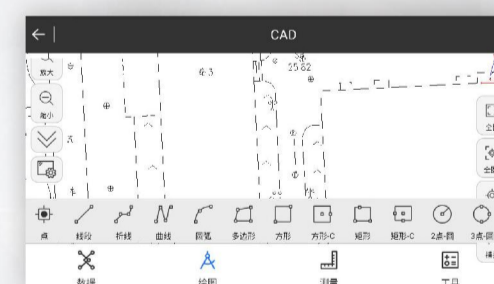 CAD
放大
25.82
缩小
点 线段 折线 曲线 圆弧 多边形 方形 方形-C 矩形 矩形-C 2点-圆 3点-圆
数据 绘图 测量 工具